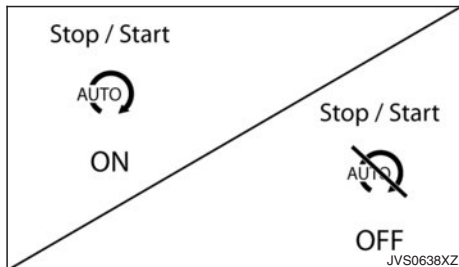 Stop / Start
AUTO
ON
Stop / Start
AUTO
OFF
JVS0638XZ